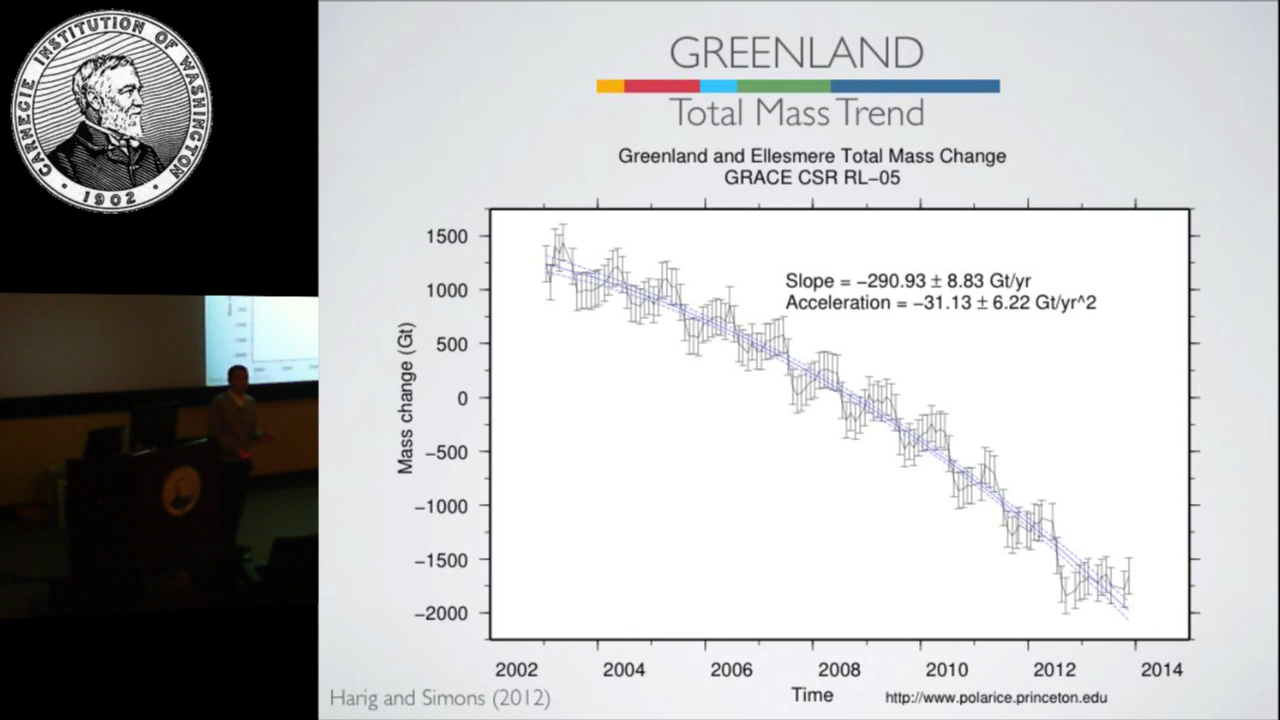 CARNEGIE INSTITUTION OF WASHINGTON
· 1902 ·
GREENLAND
Total Mass Trend
Greenland and Ellesmere Total Mass Change
GRACE CSR RL−05
Slope = −290.93 ± 8.83 Gt/yr
Acceleration = −31.13 ± 6.22 Gt/yr^2
Mass change (Gt)
1500
1000
500
0
−500
−1000
−1500
−2000
2002 2004 2006 2008 2010 2012 2014
Time
http://www.polarice.princeton.edu
Harig and Simons (2012)